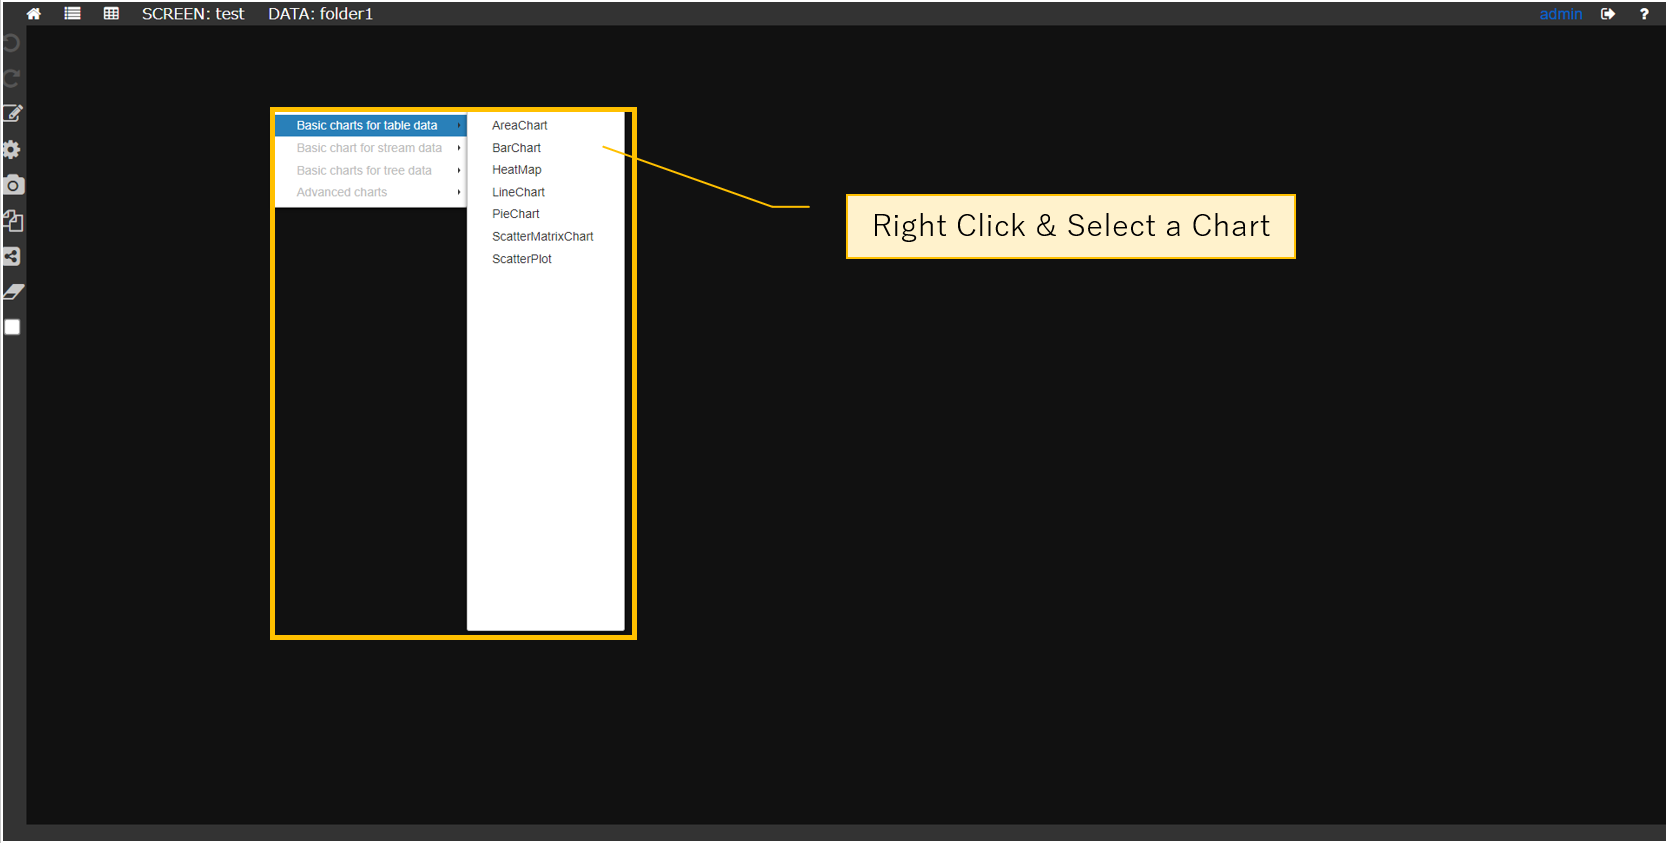 SCREEN: test DATA: folder1 admin ?
Basic charts for table data
Basic chart for stream data
Basic charts for tree data
Advanced charts
AreaChart
BarChart
HeatMap
LineChart
PieChart
ScatterMatrixChart
ScatterPlot
Right Click & Select a Chart